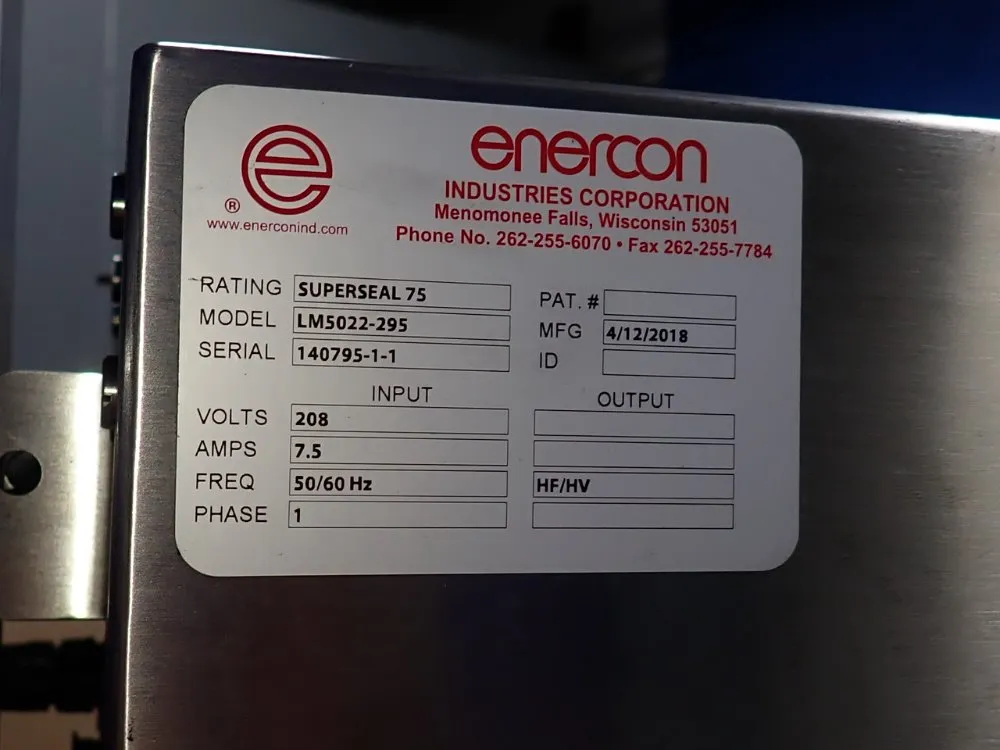 e
®
www.enerconind.com
enercon
INDUSTRIES CORPORATION
Menomonee Falls, Wisconsin 53051
Phone No. 262-255-6070 • Fax 262-255-7784
RATING SUPERSEAL 75
MODEL LM5022-295
SERIAL 140795-1-1
PAT. #
MFG 4/12/2018
ID
INPUT OUTPUT
VOLTS 208
AMPS 7.5
FREQ 50/60 Hz HF/HV
PHASE 1